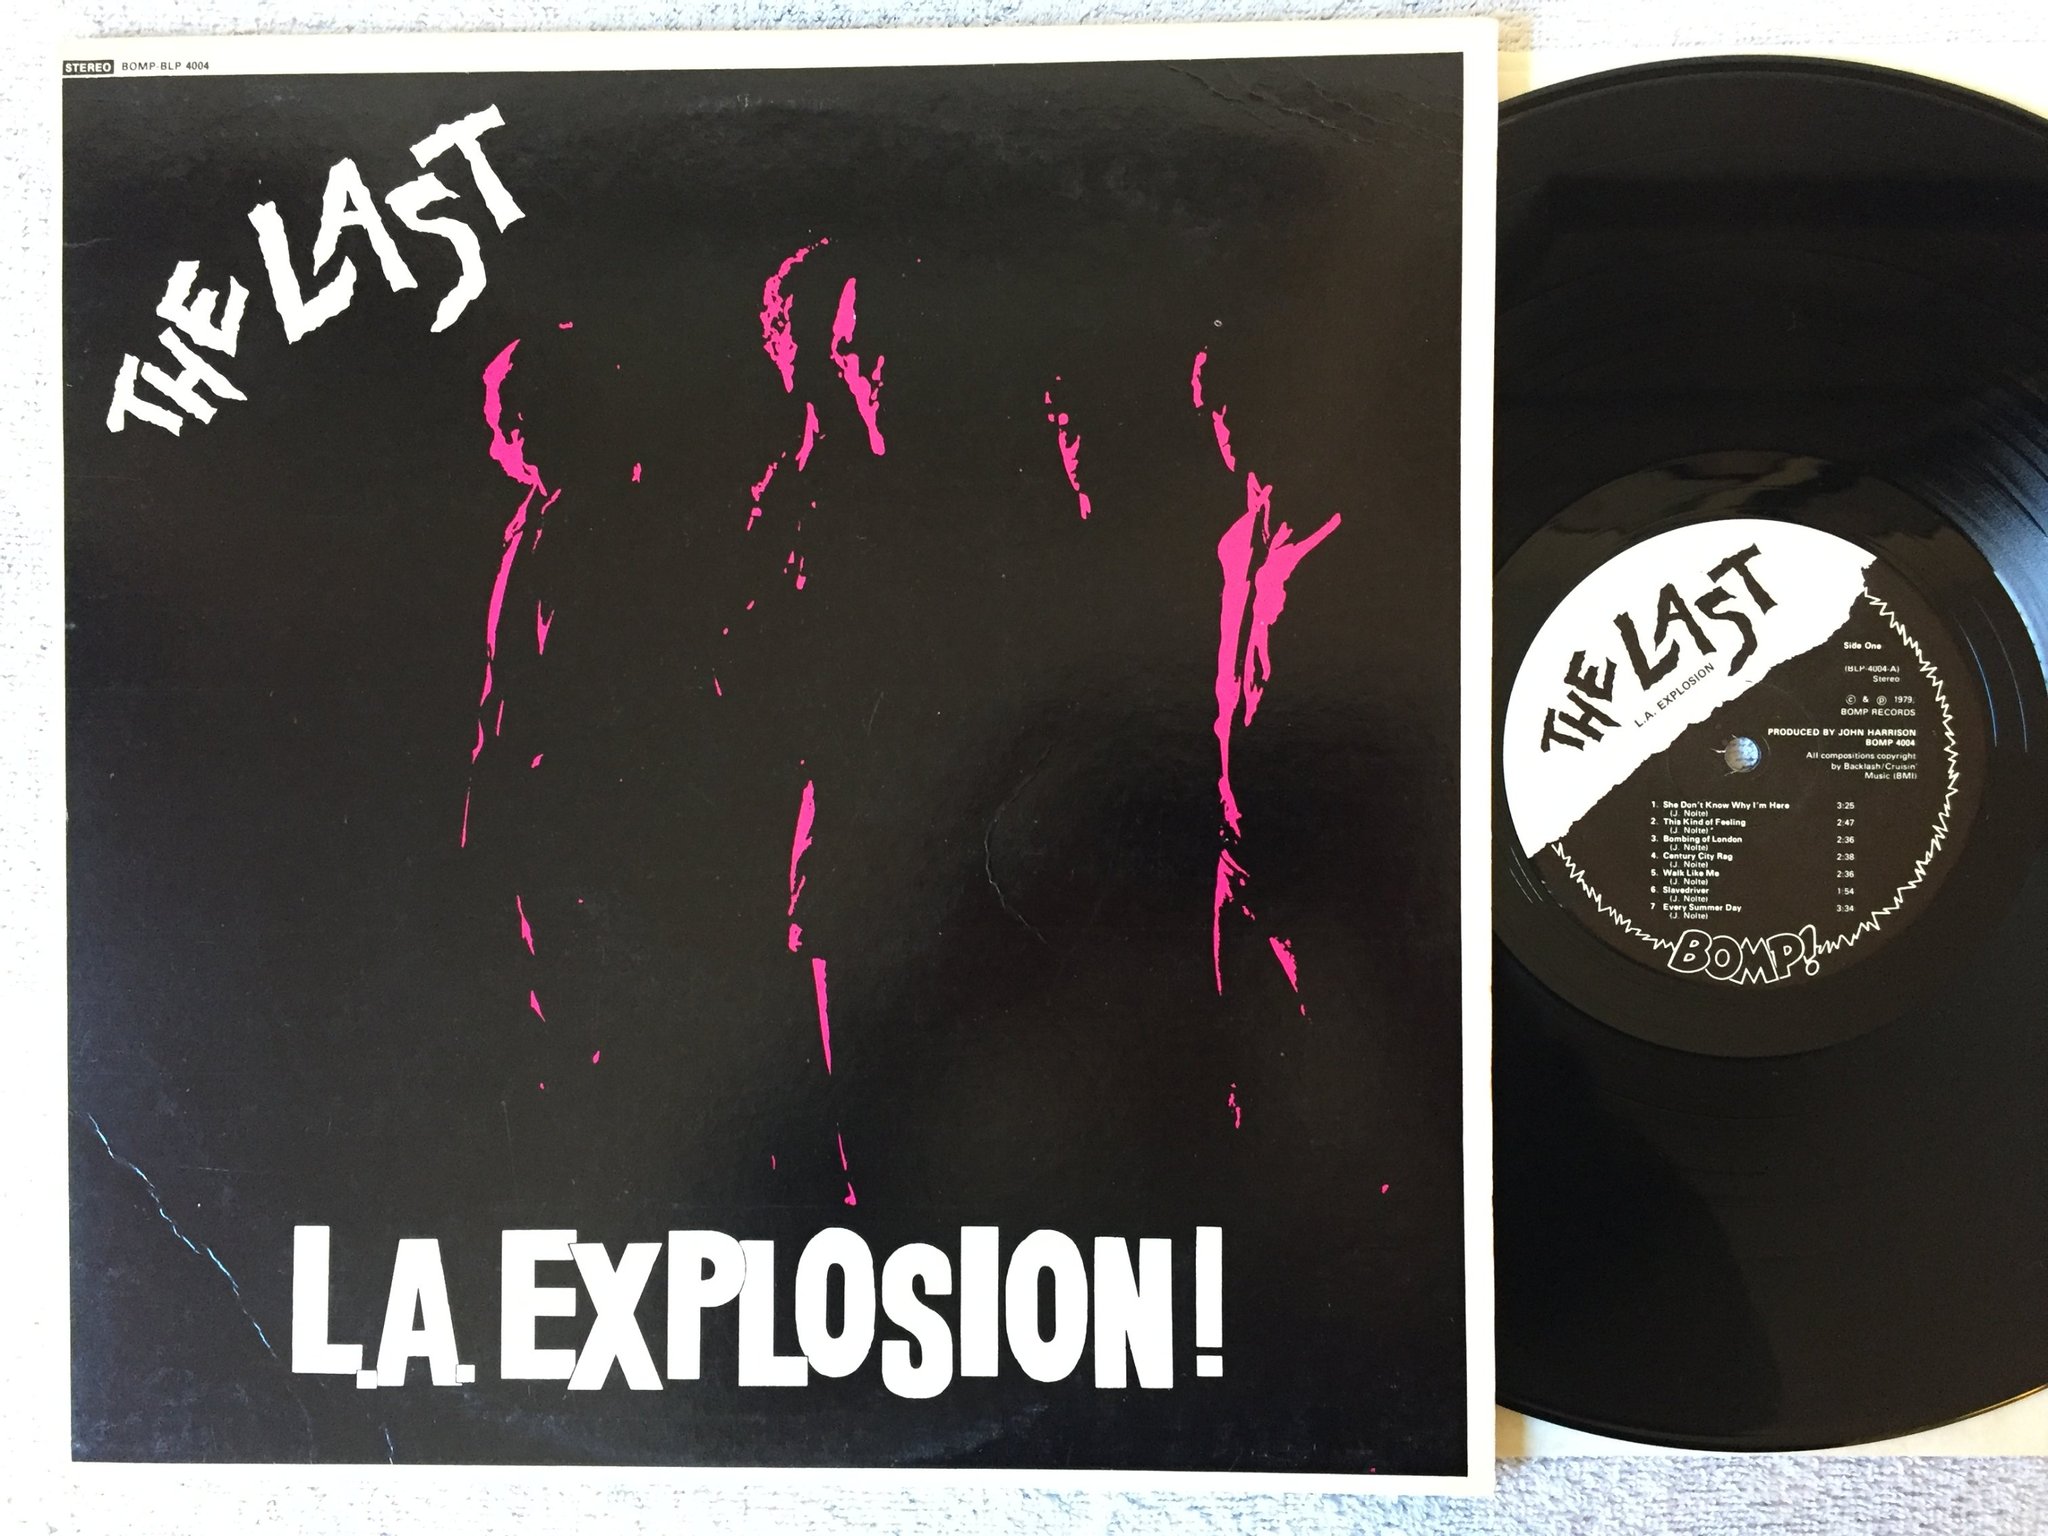 STEREO BOMP-BLP 4004
THE LAST
L.A. EXPLOSION!
THE LAST
L.A. EXPLOSION
Side One
(BLP-4004-A)
Stereo
© & ℗ 1979,
BOMP RECORDS
PRODUCED BY JOHN HARRISON
BOMP 4004
All compositions copyright
by Backlash/Cruisin'
Music (BMI)
1. She Don't Know Why I'm Here 3:25
(J. Nolte)
2. This Kind of Feeling 2:47
(J. Nolte)
3. Bombing of London 2:36
(J. Nolte)
4. Century City Rag 2:38
(J. Nolte)
5. Walk Like Me 2:36
(J. Nolte)
6. Slavedriver 1:54
(J. Nolte)
7 Every Summer Day 3:34
(J. Nolte)
BOMP!